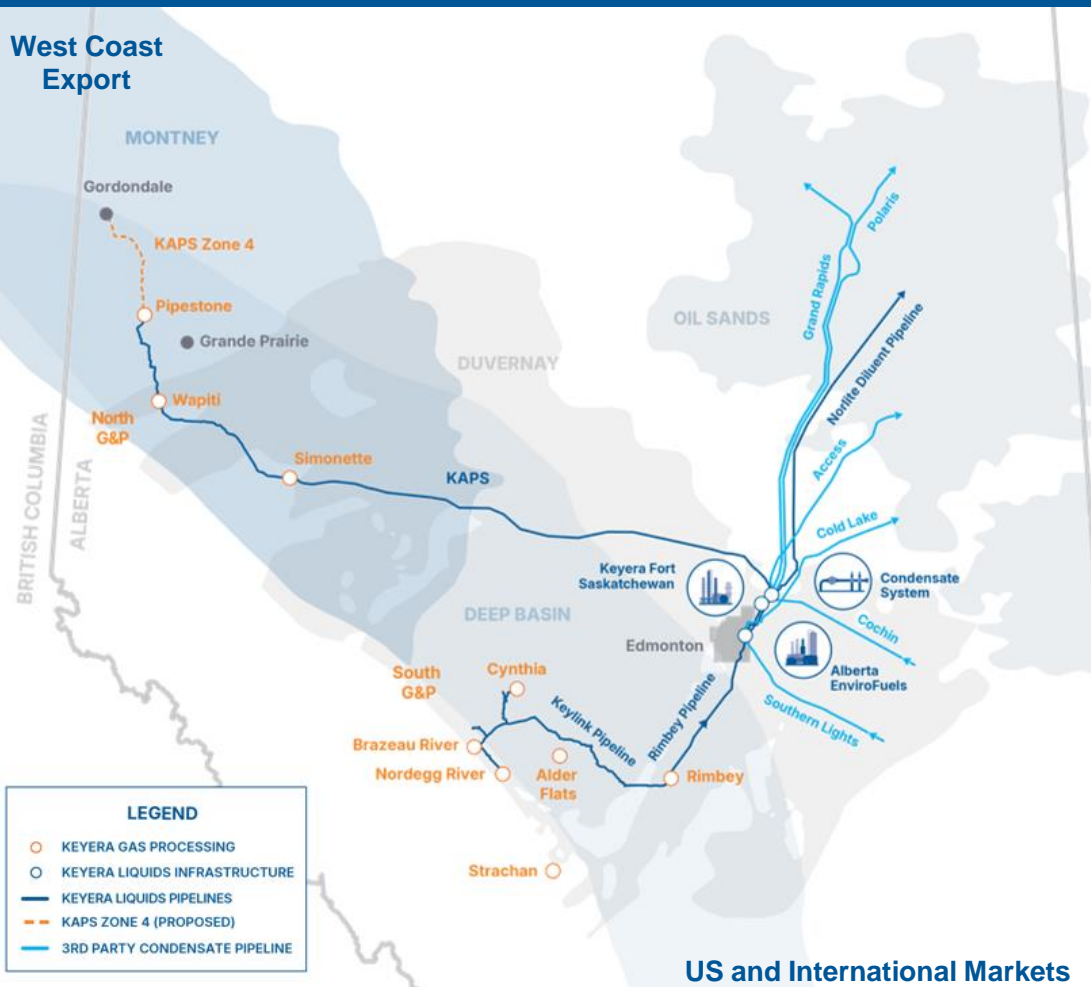 West Coast
Export
MONTNEY
Gordondale
KAPS Zone 4
Pipestone
Grande Prairie
Wapiti
North
G&P
Simonette
KAPS
DUVERNAY
OIL SANDS
Grand Rapids
Polaris
Norlite Diluent Pipeline
Access
Cold Lake
BRITISH COLUMBIA
ALBERTA
Keyera Fort
Saskatchewan
Condensate
System
DEEP BASIN
Edmonton
Cochin
Alberta
EnviroFuels
Southern Lights
South
G&P
Cynthia
Keylink Pipeline
Rimbey Pipeline
Brazeau River
Nordegg River
Alder
Flats
Rimbey
Strachan
LEGEND
KEYERA GAS PROCESSING
KEYERA LIQUIDS INFRASTRUCTURE
KEYERA LIQUIDS PIPELINES
KAPS ZONE 4 (PROPOSED)
3RD PARTY CONDENSATE PIPELINE
US and International Markets